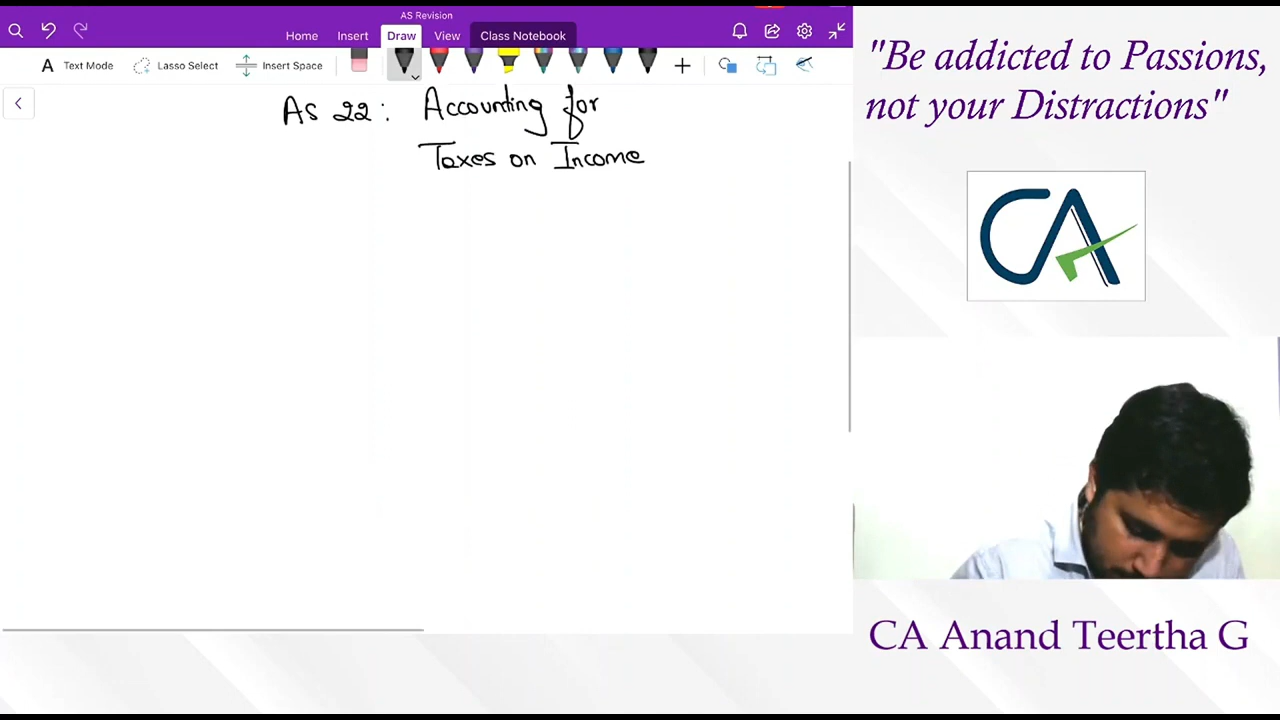 AS Revision
Home Insert Draw View Class Notebook
A Text Mode Lasso Select Insert Space
As 22: Accounting for
Taxes on Income
"Be addicted to Passions,
not your Distractions"
CA
CA Anand Teertha G